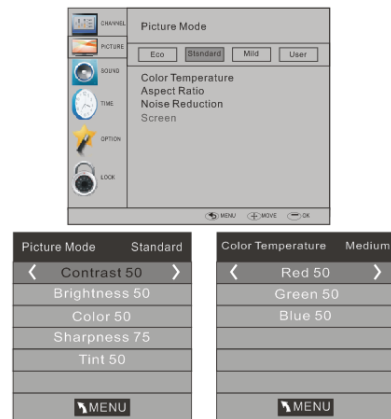 CHANNEL
Picture Mode
PICTURE
Eco Standard Mild User
SOUND
Color Temperature
Aspect Ratio
TIME
Noise Reduction
Screen
OPTION
LOCK
MENU MOVE OK
Picture Mode Standard
Contrast 50
Brightness 50
Color 50
Sharpness 75
Tint 50
MENU
Color Temperature Medium
Red 50
Green 50
Blue 50
MENU